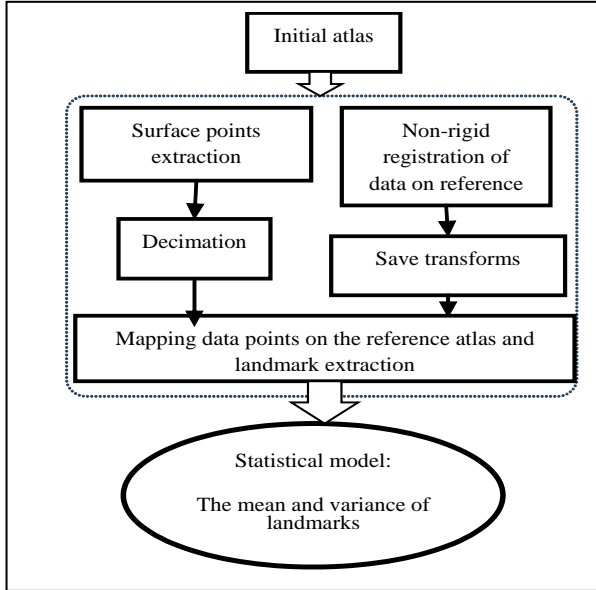 Initial atlas
Surface points
extraction
Non-rigid
registration of
data on reference
Decimation
Save transforms
Mapping data points on the reference atlas and
landmark extraction
Statistical model:
The mean and variance of
landmarks